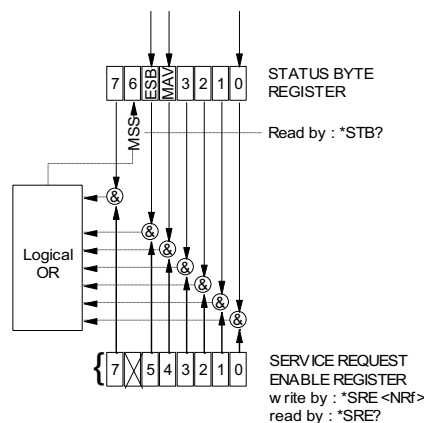 7 6 ESB MAV 3 2 1 0
STATUS BYTE
REGISTER
MSS
Read by : *STB?
&
&
&
&
&
&
&
Logical
OR
{ 7 5 4 3 2 1 0
SERVICE REQUEST
ENABLE REGISTER
w rite by : *SRE <NRf>
read by : *SRE?